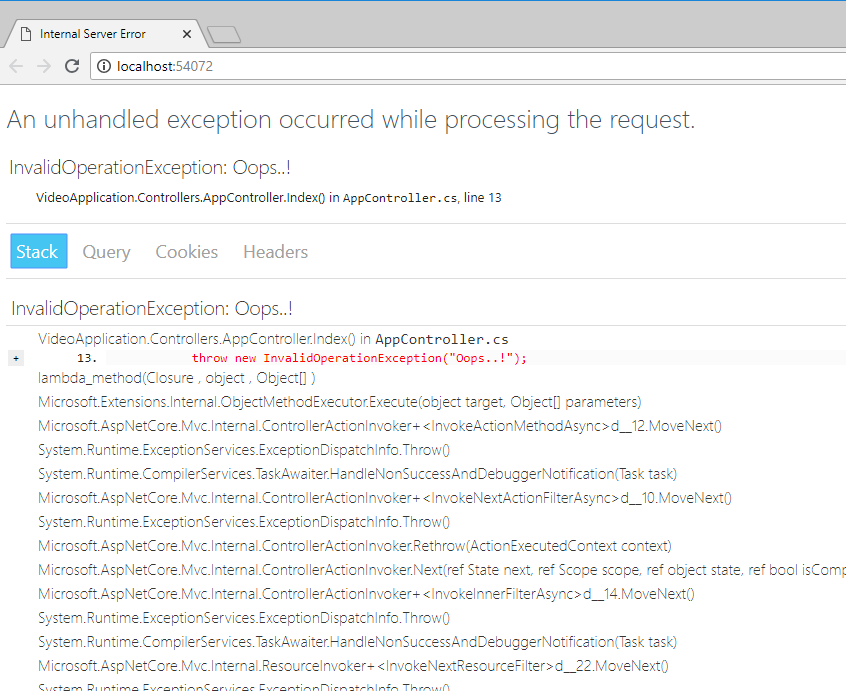 Internal Server Error
localhost:54072
An unhandled exception occurred while processing the request.
InvalidOperationException: Oops..!
VideoApplication.Controllers.AppController.Index() in AppController.cs, line 13
Stack Query Cookies Headers
InvalidOperationException: Oops..!
VideoApplication.Controllers.AppController.Index() in AppController.cs
+ 13. throw new InvalidOperationException("Oops..!");
lambda_method(Closure , object , Object[] )
Microsoft.Extensions.Internal.ObjectMethodExecutor.Execute(object target, Object[] parameters)
Microsoft.AspNetCore.Mvc.Internal.ControllerActionInvoker+<InvokeActionMethodAsync>d__12.MoveNext()
System.Runtime.ExceptionServices.ExceptionDispatchInfo.Throw()
System.Runtime.CompilerServices.TaskAwaiter.HandleNonSuccessAndDebuggerNotification(Task task)
Microsoft.AspNetCore.Mvc.Internal.ControllerActionInvoker+<InvokeNextActionFilterAsync>d__10.MoveNext()
System.Runtime.ExceptionServices.ExceptionDispatchInfo.Throw()
Microsoft.AspNetCore.Mvc.Internal.ControllerActionInvoker.Rethrow(ActionExecutedContext context)
Microsoft.AspNetCore.Mvc.Internal.ControllerActionInvoker.Next(ref State next, ref Scope scope, ref object state, ref bool isComp
Microsoft.AspNetCore.Mvc.Internal.ControllerActionInvoker+<InvokeInnerFilterAsync>d__14.MoveNext()
System.Runtime.ExceptionServices.ExceptionDispatchInfo.Throw()
System.Runtime.CompilerServices.TaskAwaiter.HandleNonSuccessAndDebuggerNotification(Task task)
Microsoft.AspNetCore.Mvc.Internal.ResourceInvoker+<InvokeNextResourceFilter>d__22.MoveNext()
System.Runtime.ExceptionServices.ExceptionDispatchInfo.Throw()